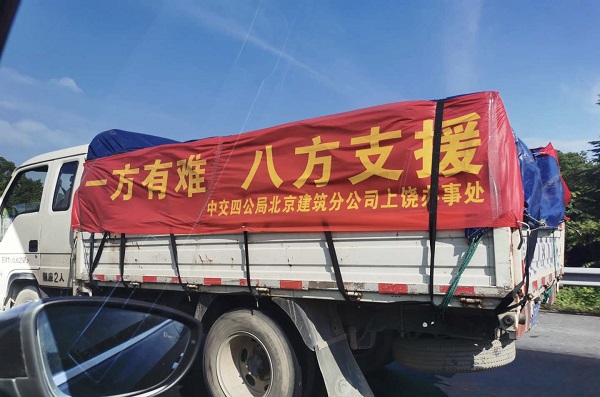 一方有难 八方支援
中交四公局北京建筑分公司上饶办事处